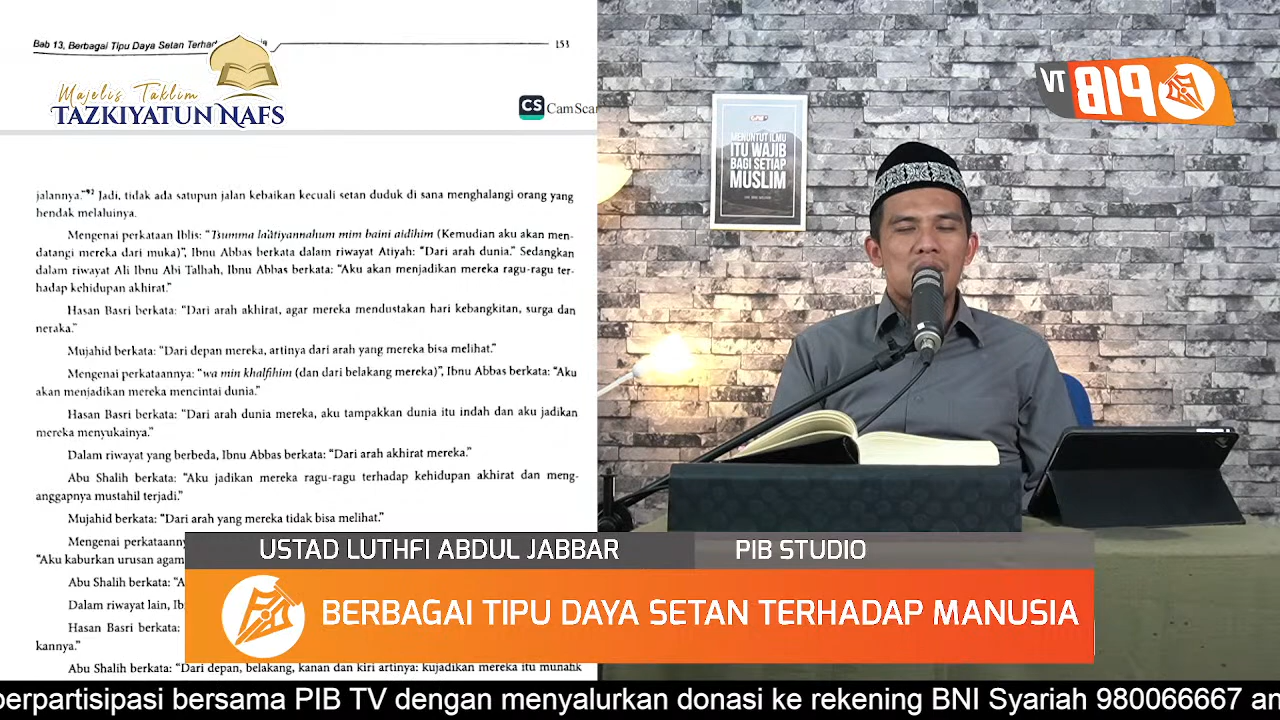 Bab 13, Berbagai Tipu Daya Setan
153
Majelis Taklim
TAZKIYATUN NAFS
CS CamScan
jalannya."⁹² Jadi, tidak ada satupun jalan kebaikan kecuali setan duduk di sana menghalangi orang yang
hendak melaluinya.
Mengenai perkataan Iblis: "Tsumma la'âtiyannahum mim baini aidihim (Kemudian aku akan men-
datangi mereka dari muka)", Ibnu Abbas berkata dalam riwayat Atiyah: "Dari arah dunia." Sedangkan
dalam riwayat Ali Ibnu Abi Talhah, Ibnu Abbas berkata: "Aku akan menjadikan mereka ragu-ragu ter-
hadap kehidupan akhirat."
Hasan Basri berkata: "Dari arah akhirat, agar mereka mendustakan hari kebangkitan, surga dan
neraka."
Mujahid berkata: "Dari depan mereka, artinya dari arah yang mereka bisa melihat."
Mengenai perkataannya: "wa min khalfihim (dan dari belakang mereka)", Ibnu Abbas berkata: "Aku
akan menjadikan mereka mencintai dunia."
Hasan Basri berkata: "Dari arah dunia mereka, aku tampakkan dunia itu indah dan aku jadikan
mereka menyukainya."
Dalam riwayat yang berbeda, Ibnu Abbas berkata: "Dari arah akhirat mereka."
Abu Shalih berkata: "Aku jadikan mereka ragu-ragu terhadap kehidupan akhirat dan meng-
anggapnya mustahil terjadi."
Mujahid berkata: "Dari arah yang mereka tidak bisa melihat."
Mengenai perkataanny
"Aku kaburkan urusan agam
Abu Shalih berkata: "A
Dalam riwayat lain, Ib
Hasan Basri berkata:
kannya."
Abu Shalih berkata: "Dari depan, belakang, kanan dan kiri artinya: kujadikan mereka itu munafik
MENUNTUT ILMU
ITU WAJIB
BAGI SETIAP
MUSLIM
PIB TV
USTAD LUTHFI ABDUL JABBAR
PIB STUDIO
BERBAGAI TIPU DAYA SETAN TERHADAP MANUSIA
berpartisipasi bersama PIB TV dengan menyalurkan donasi ke rekening BNI Syariah 980066667 an